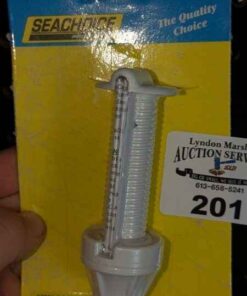 SEACHOICE
The Quality
Choice
Lyndon Marsh
AUCTION SERV
613-658-5241
201